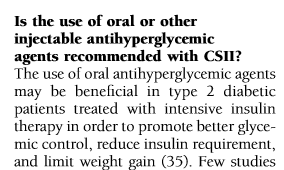 Is the use of oral or other
injectable antihyperglycemic
agents recommended with CSII?
The use of oral antihyperglycemic agents
may be beneficial in type 2 diabetic
patients treated with intensive insulin
therapy in order to promote better glyce-
mic control, reduce insulin requirement,
and limit weight gain (35). Few studies